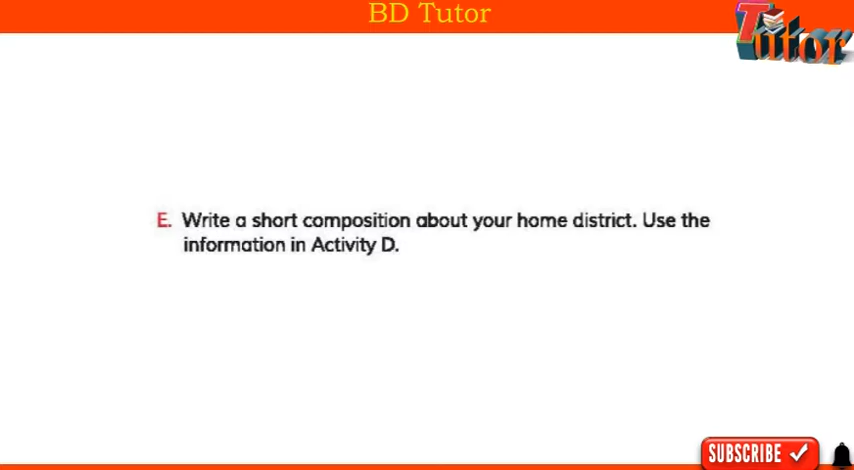 BD Tutor
Tutor
E. Write a short composition about your home district. Use the
information in Activity D.
SUBSCRIBE